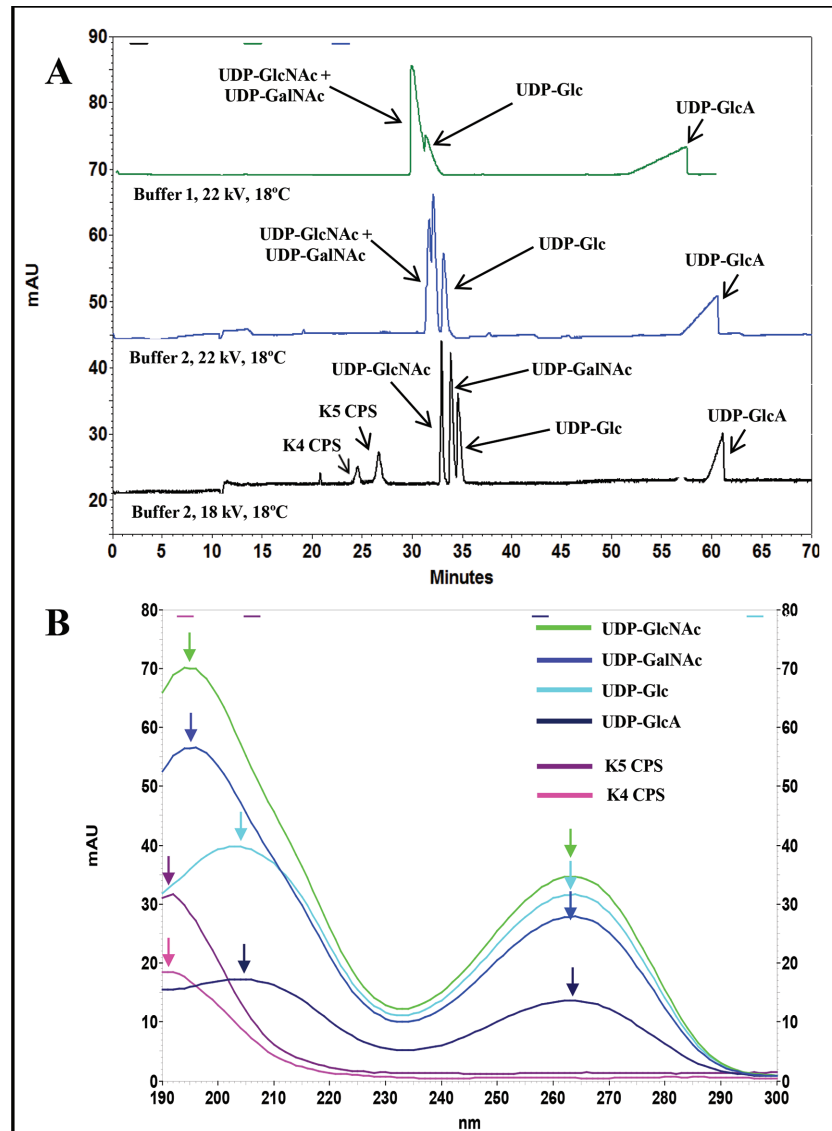 A
mAU
90
80
70
60
50
40
30
20
UDP-GlcNAc +
UDP-GalNAc
UDP-Glc
UDP-GlcA
Buffer 1, 22 kV, 18ºC
UDP-GlcNAc +
UDP-GalNAc
UDP-Glc
UDP-GlcA
Buffer 2, 22 kV, 18ºC
UDP-GlcNAc
UDP-GalNAc
K5 CPS
K4 CPS
UDP-Glc
UDP-GlcA
Buffer 2, 18 kV, 18ºC
0 5 10 15 20 25 30 35 40 45 50 55 60 65 70
Minutes
B
mAU
80
70
60
50
40
30
20
10
0
UDP-GlcNAc
UDP-GalNAc
UDP-Glc
UDP-GlcA
K5 CPS
K4 CPS
80
70
60
50
40
30
20
10
0
mAU
190 200 210 220 230 240 250 260 270 280 290 300
nm